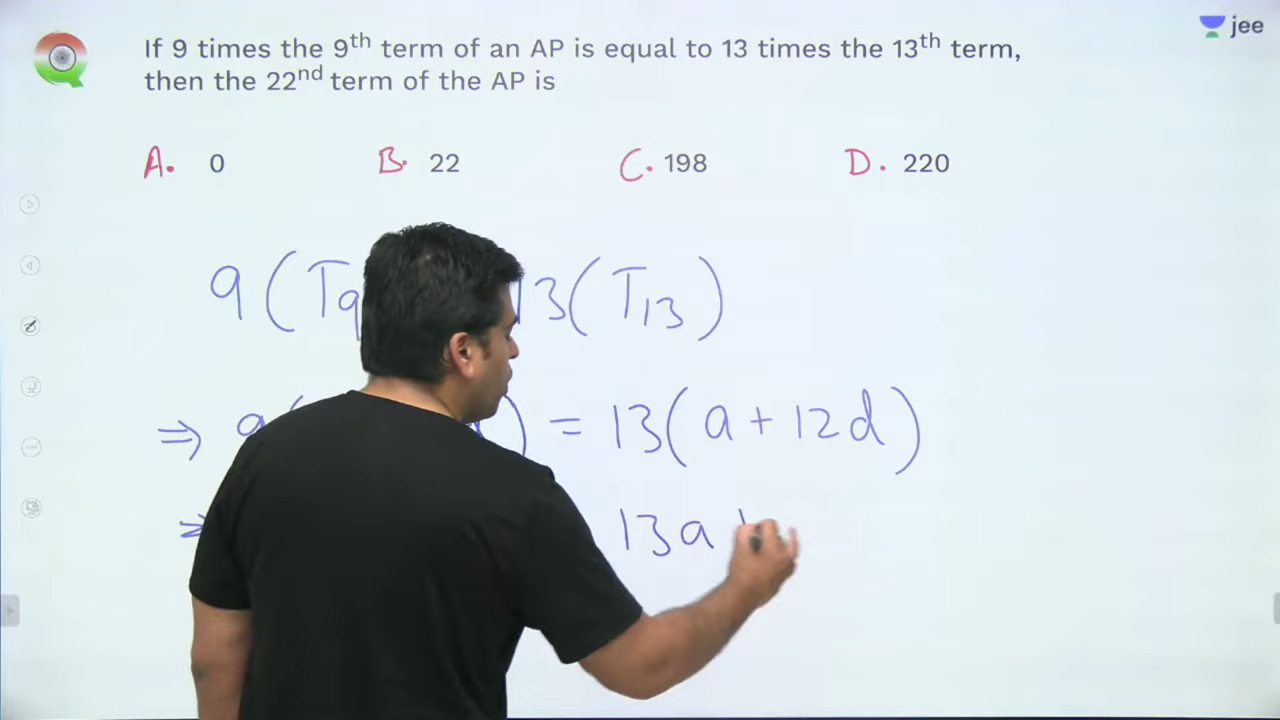 jee
If 9 times the 9th term of an AP is equal to 13 times the 13th term,
then the 22nd term of the AP is
A. 0 B. 22 C. 198 D. 220
9(T9 13(T13)
⇒ 9( ) = 13(a+12d)
⇒ 13a